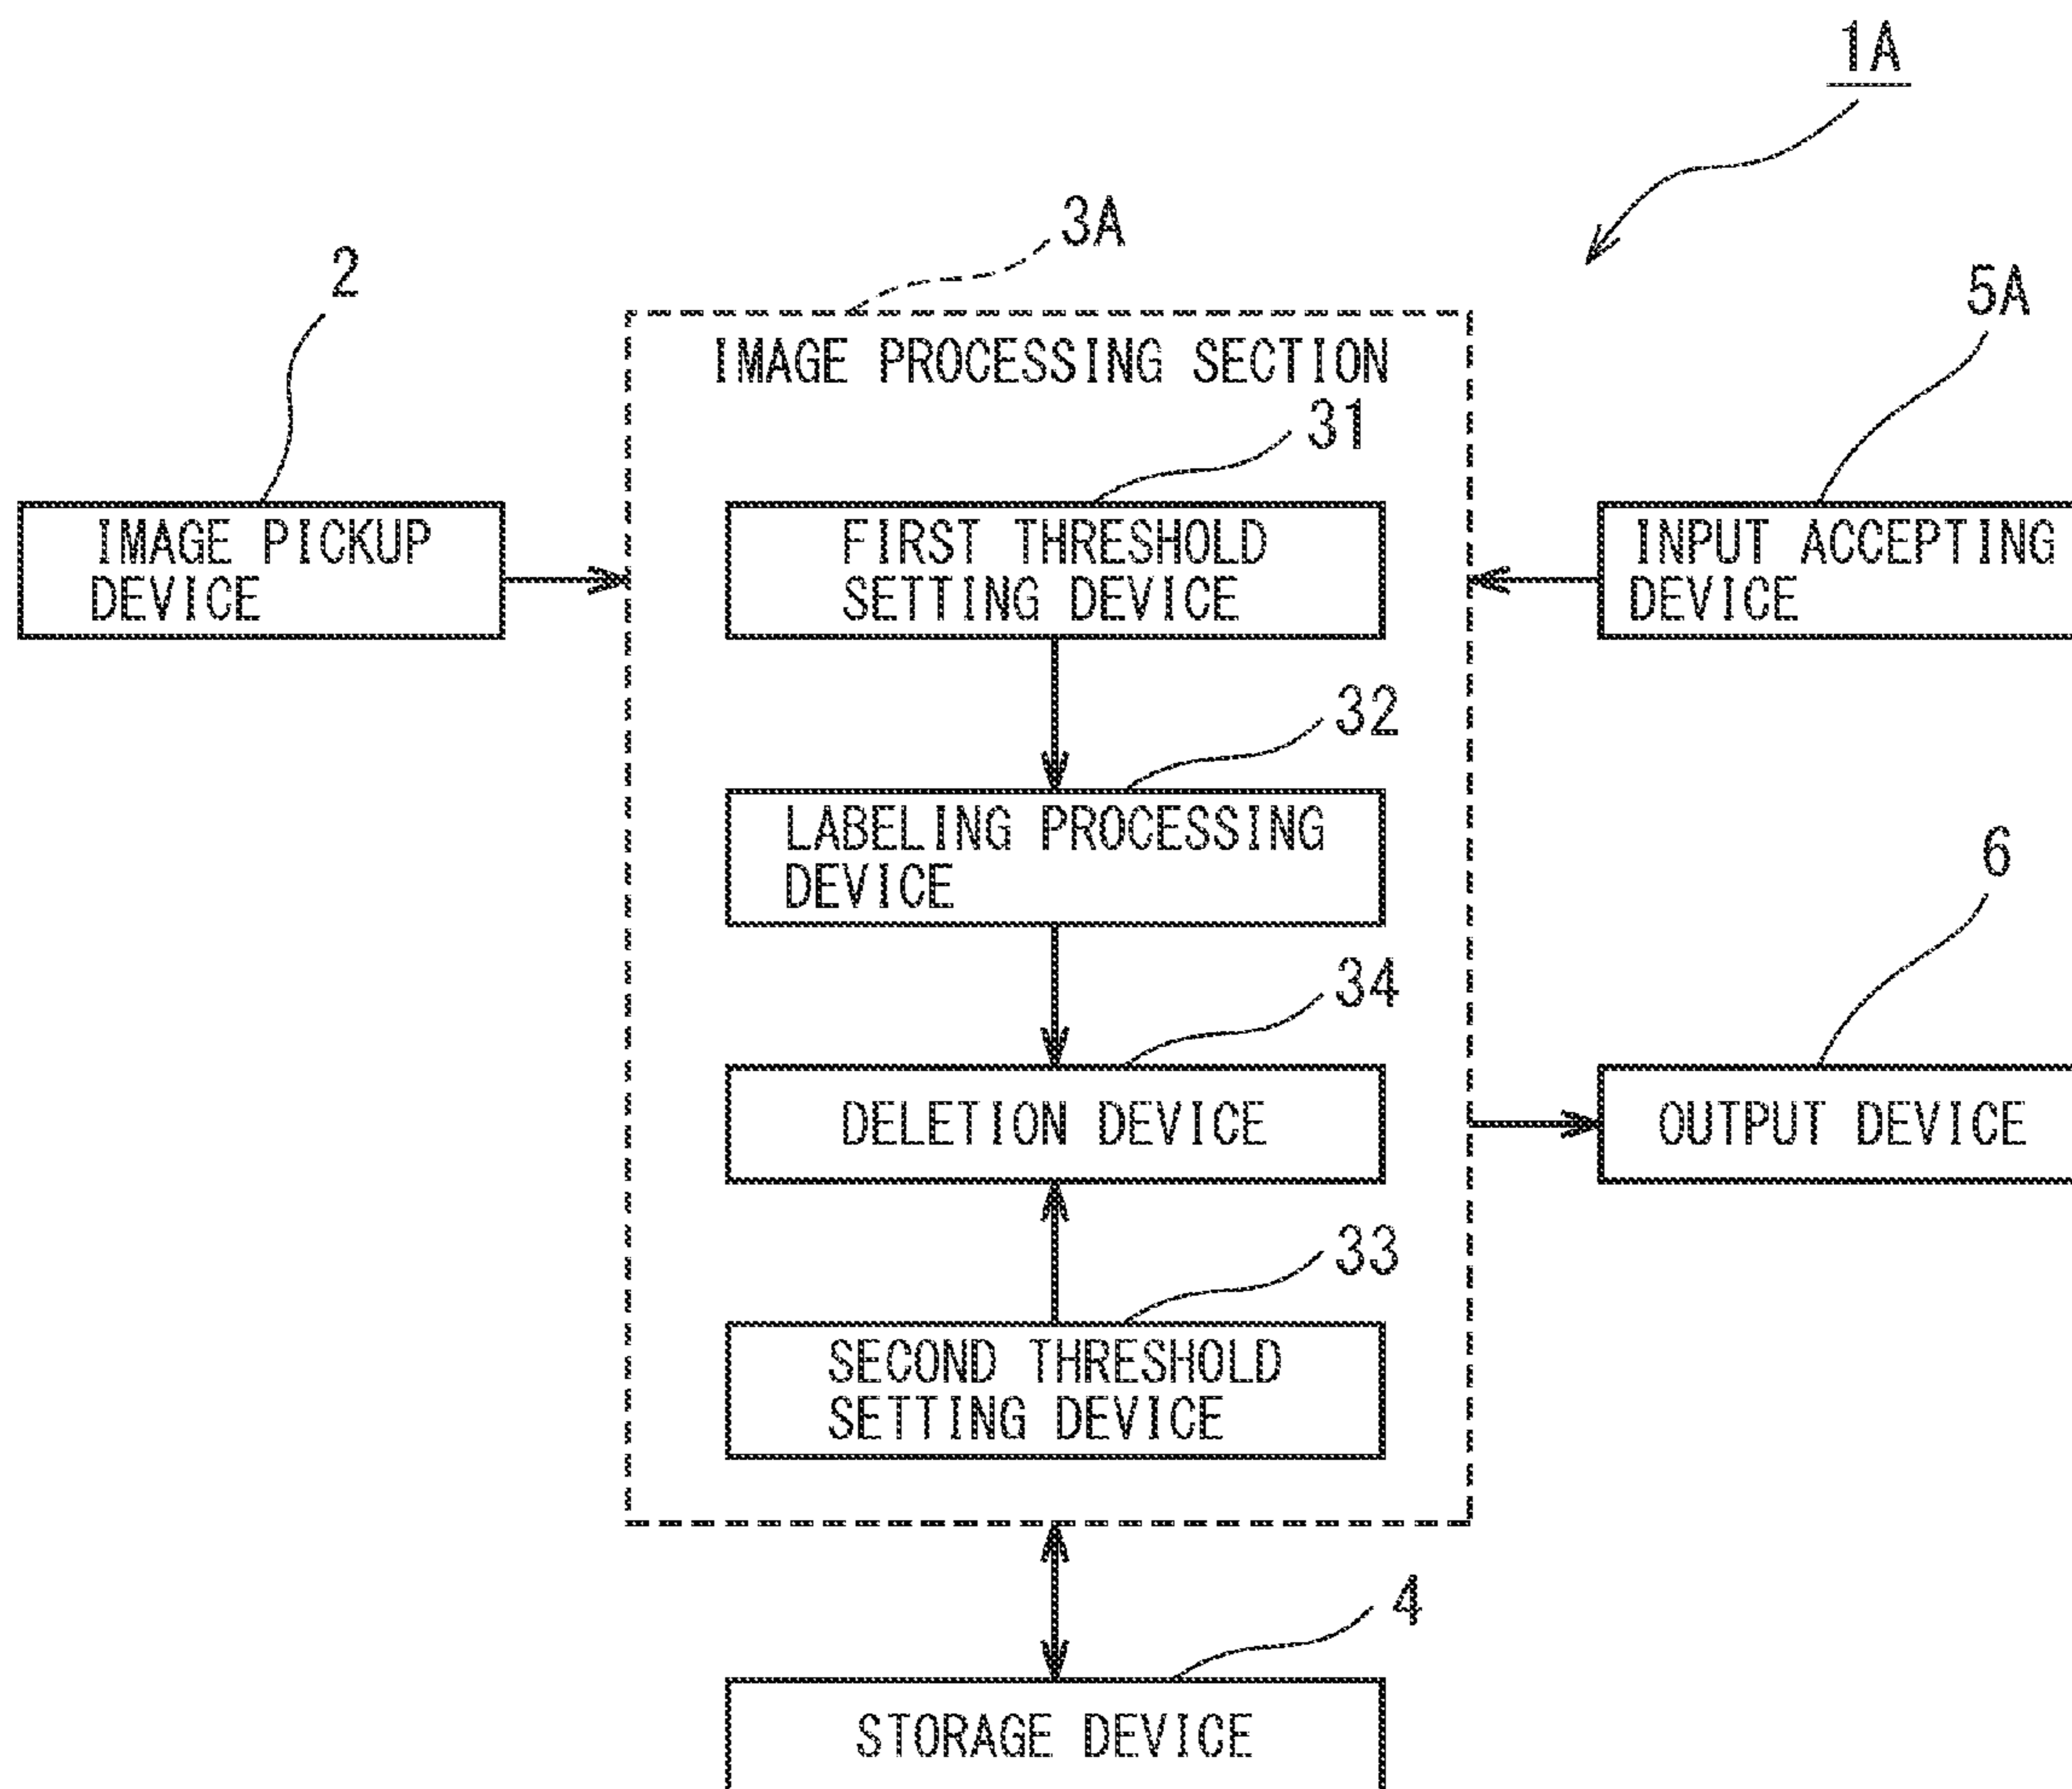 1A
3A
2
5A
IMAGE PROCESSING SECTION
31
IMAGE PICKUP
DEVICE
FIRST THRESHOLD
SETTING DEVICE
INPUT ACCEPTING
DEVICE
32
LABELING PROCESSING
DEVICE
6
34
DELETION DEVICE
OUTPUT DEVICE
33
SECOND THRESHOLD
SETTING DEVICE
4
STORAGE DEVICE